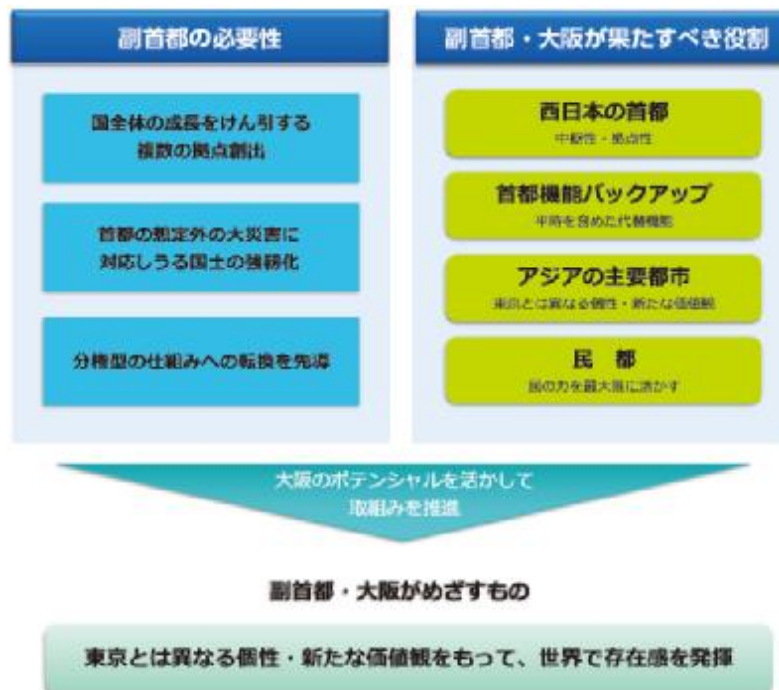 副首都の必要性
国全体の成長をけん引する
複数の拠点創出
首都の想定外の大災害に
対応しうる国土の強靭化
分権型の仕組みへの転換を先導
副首都・大阪が果たすべき役割
西日本の首都
中枢性・拠点性
首都機能バックアップ
平時を含めた代替機能
アジアの主要都市
東京とは異なる個性・新たな価値観
民 都
民の力を最大限に活かす
大阪のポテンシャルを活かして
取組みを推進
副首都・大阪がめざすもの
東京とは異なる個性・新たな価値観をもって、世界で存在感を発揮